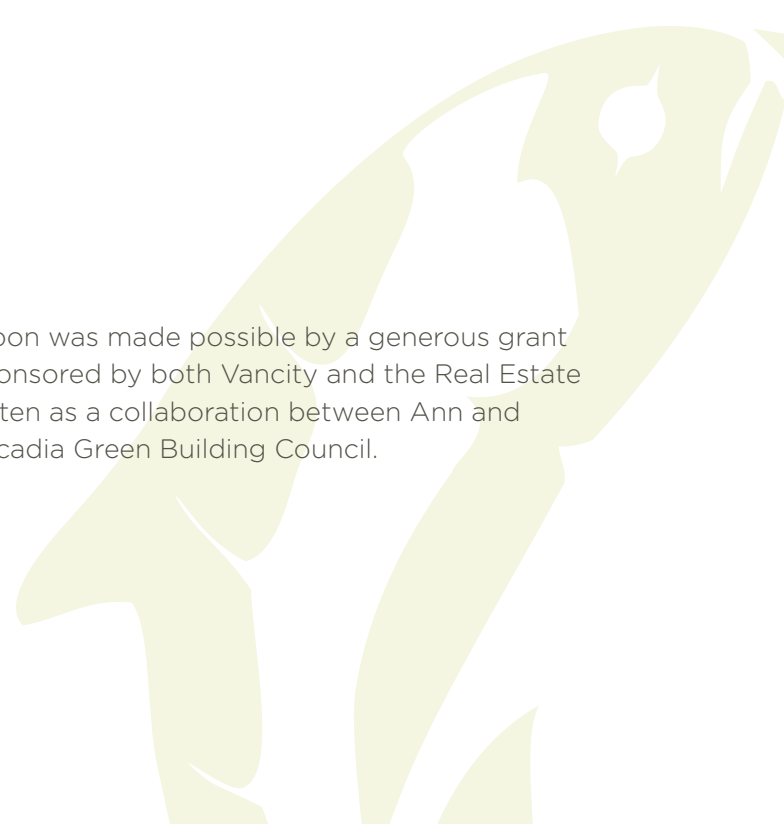 oon was made possible by a generous grant
onsored by both Vancity and the Real Estate
ten as a collaboration between Ann and
cadia Green Building Council.